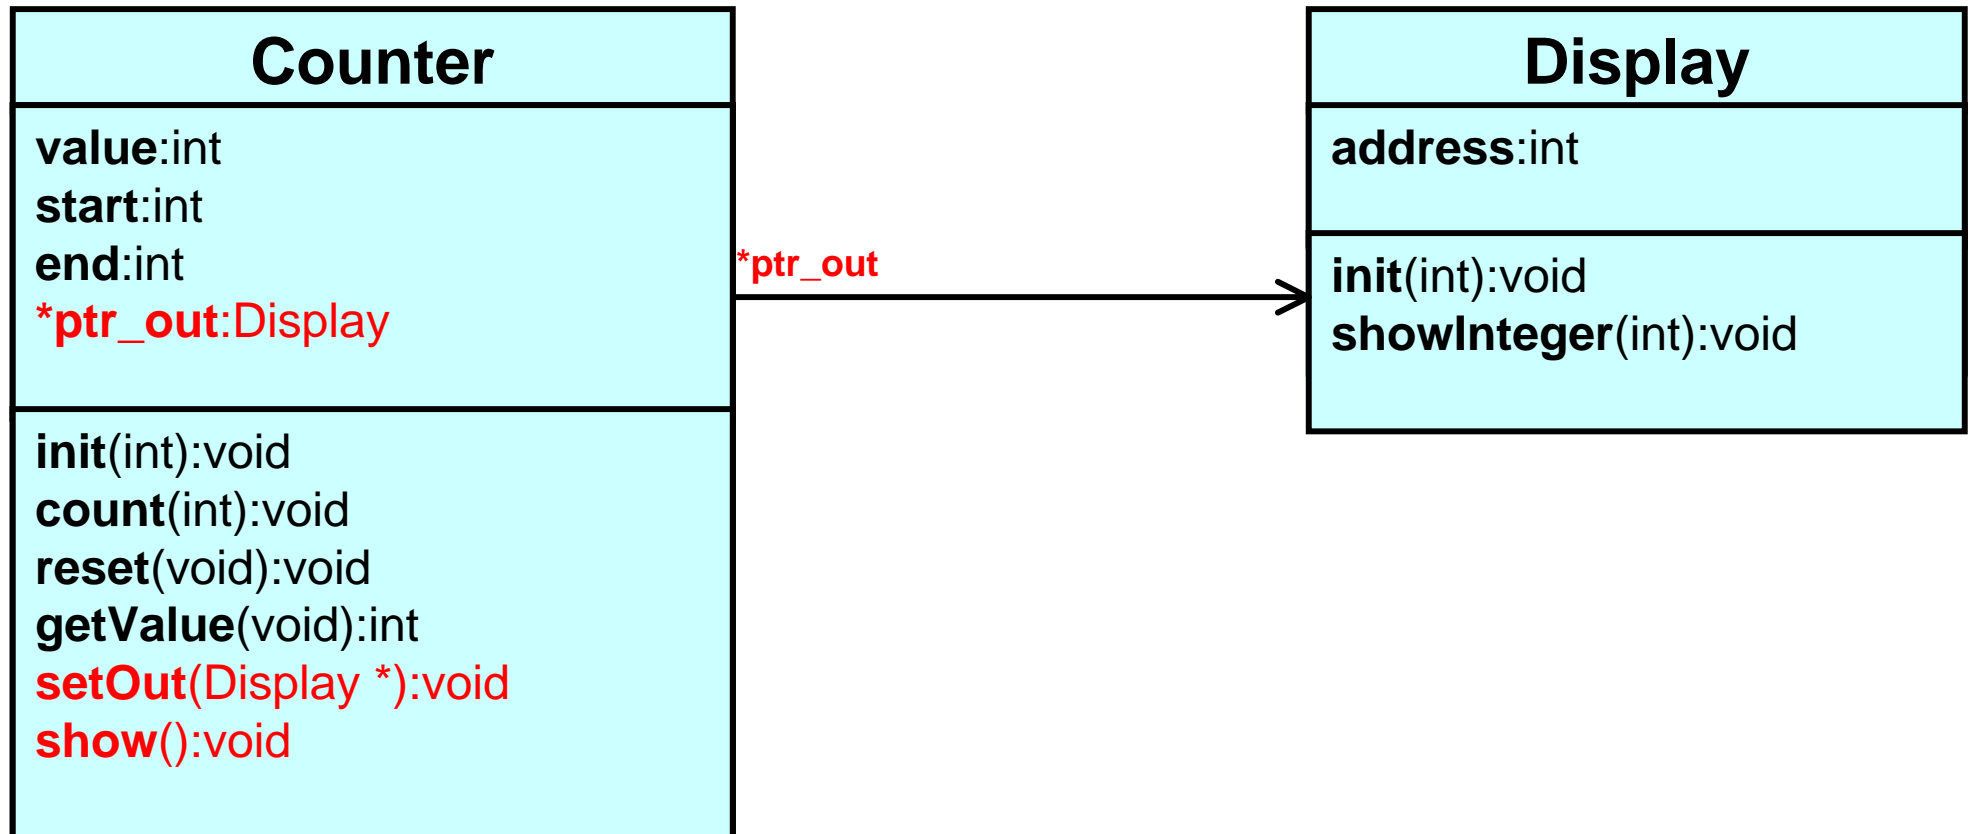 Counter
value:int
start:int
end:int
*ptr_out:Display
init(int):void
count(int):void
reset(void):void
getValue(void):int
setOut(Display *):void
show():void
*ptr_out
Display
address:int
init(int):void
showInteger(int):void